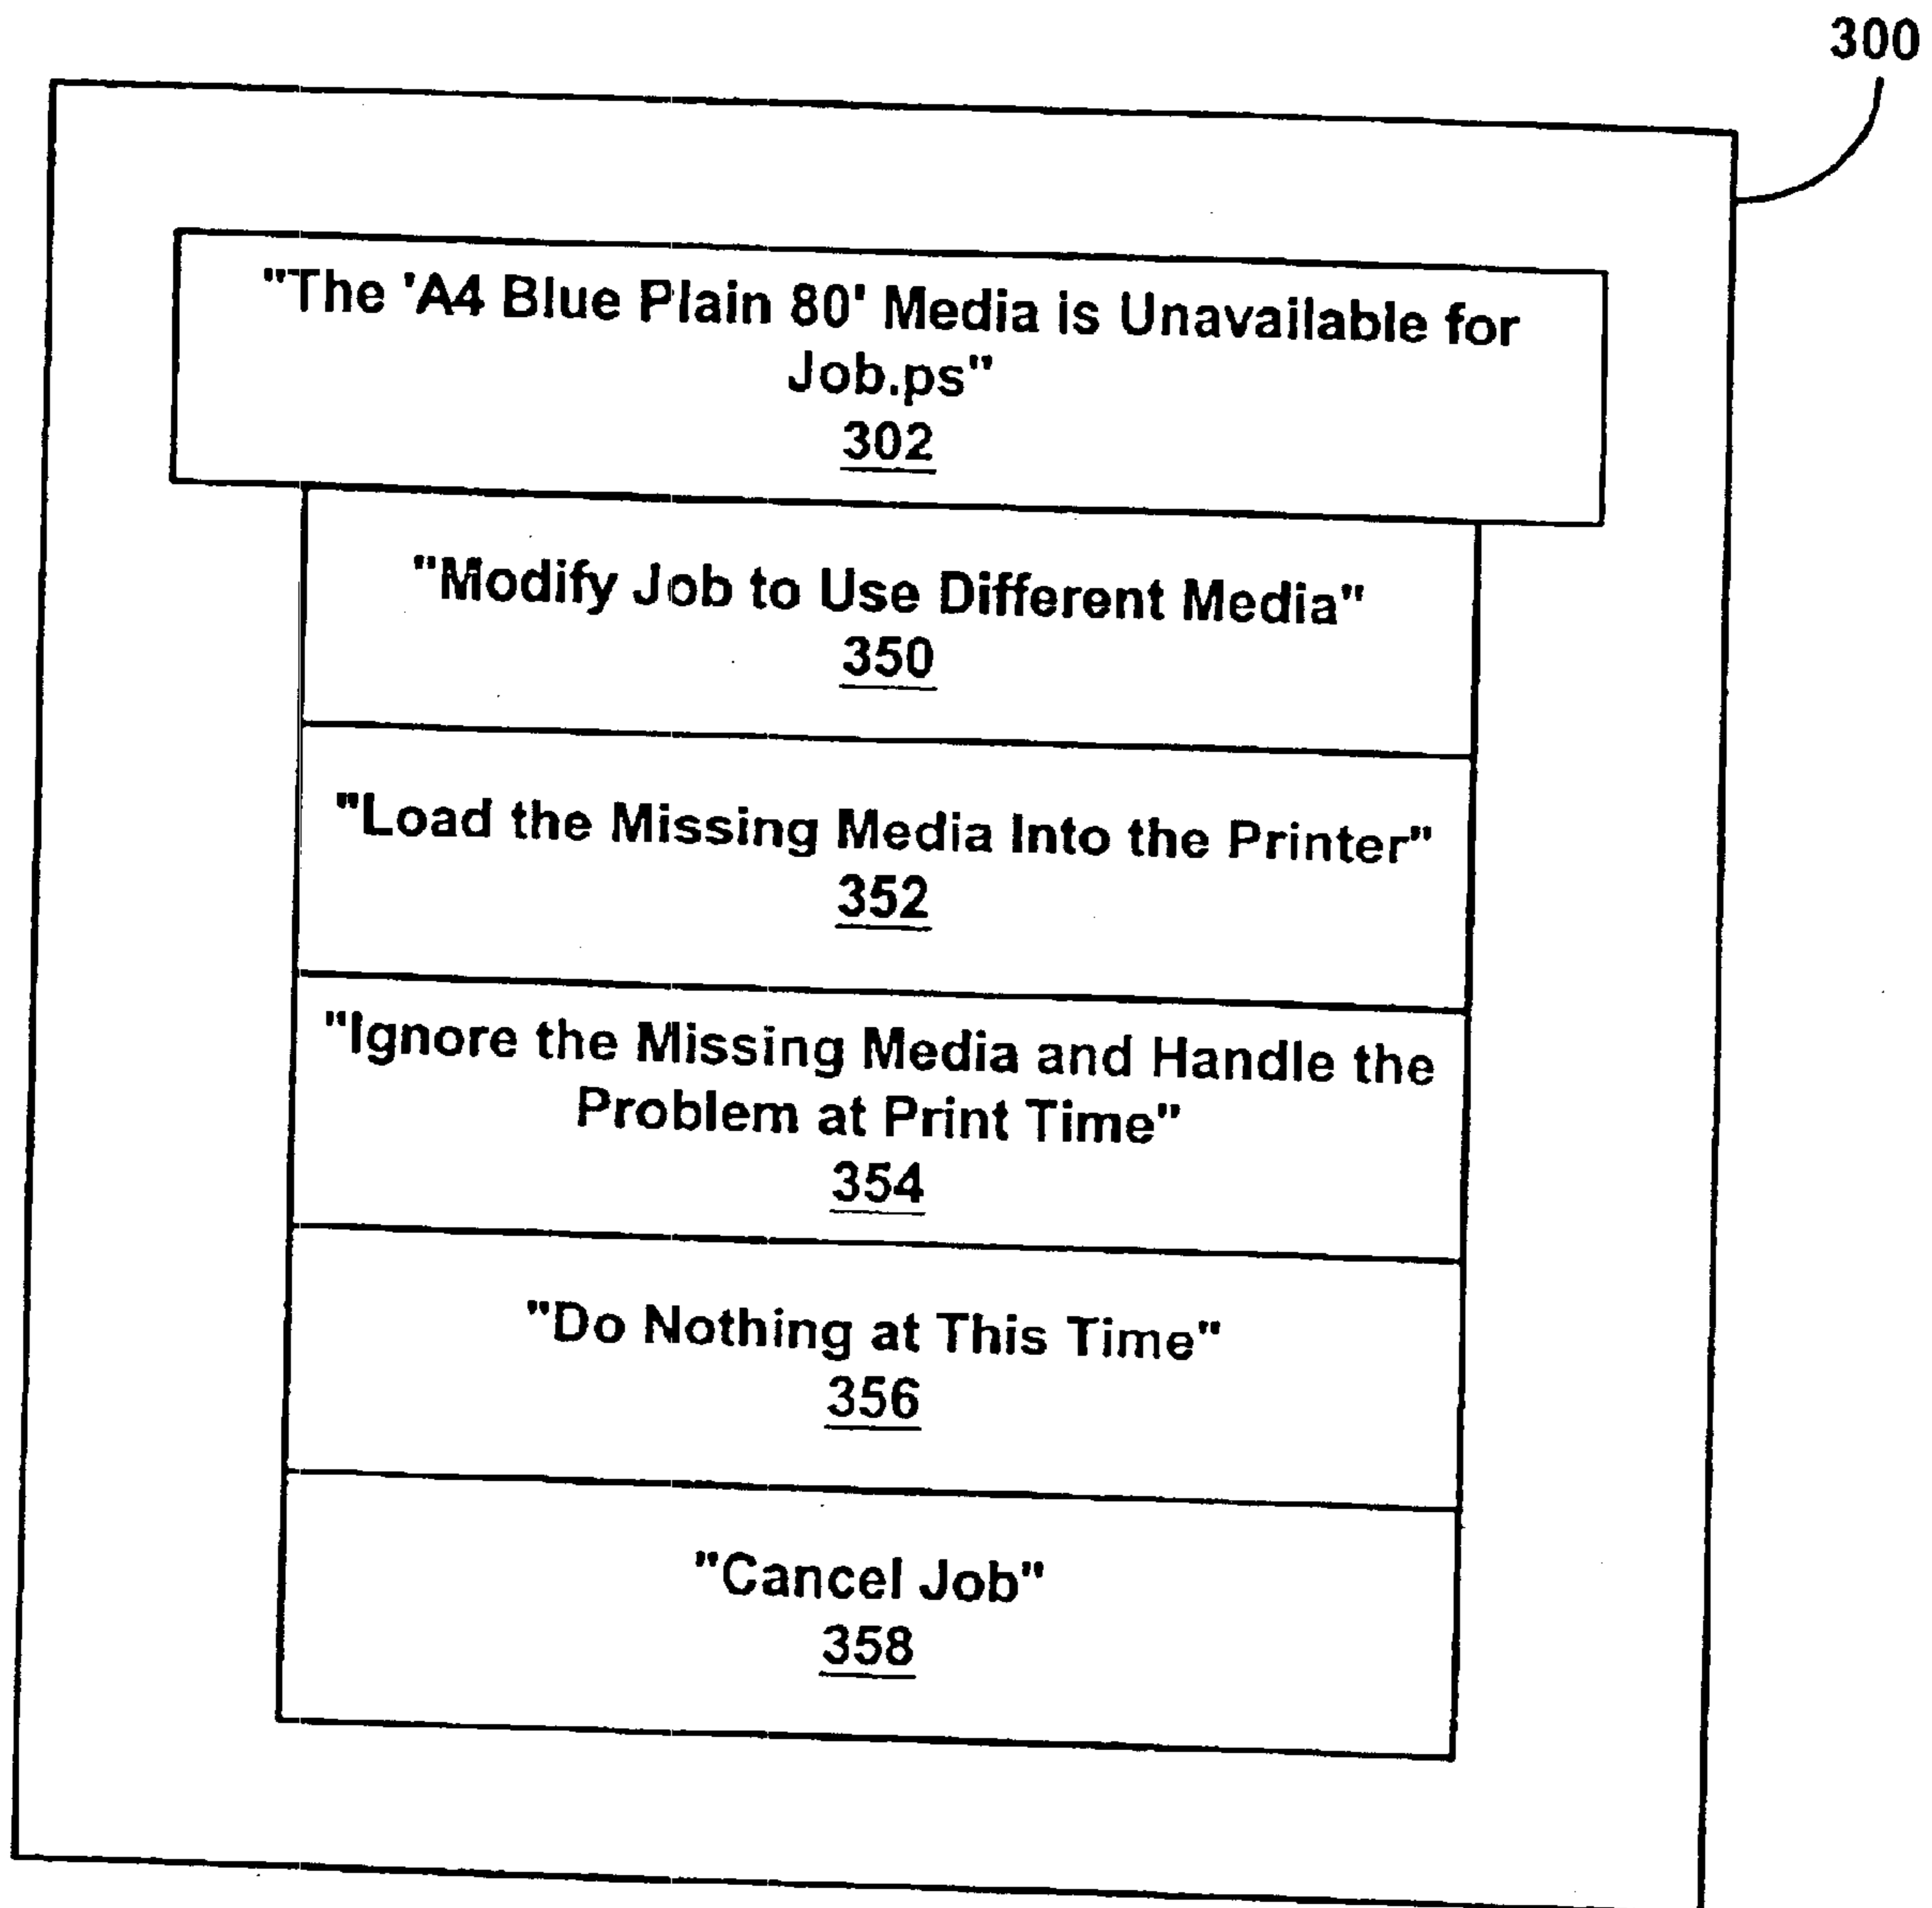 300
"The 'A4 Blue Plain 80' Media is Unavailable for
Job.ps"
302
"Modify Job to Use Different Media"
350
"Load the Missing Media Into the Printer"
352
"Ignore the Missing Media and Handle the
Problem at Print Time"
354
"Do Nothing at This Time"
356
"Cancel Job"
358